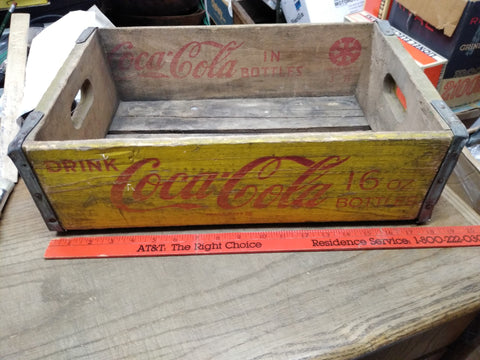 Coca-Cola IN
BOTTLES
DRINK Coca-Cola 16 oz
BOTTLES
AT&T. The Right Choice Residence Service: 1-800-222-030